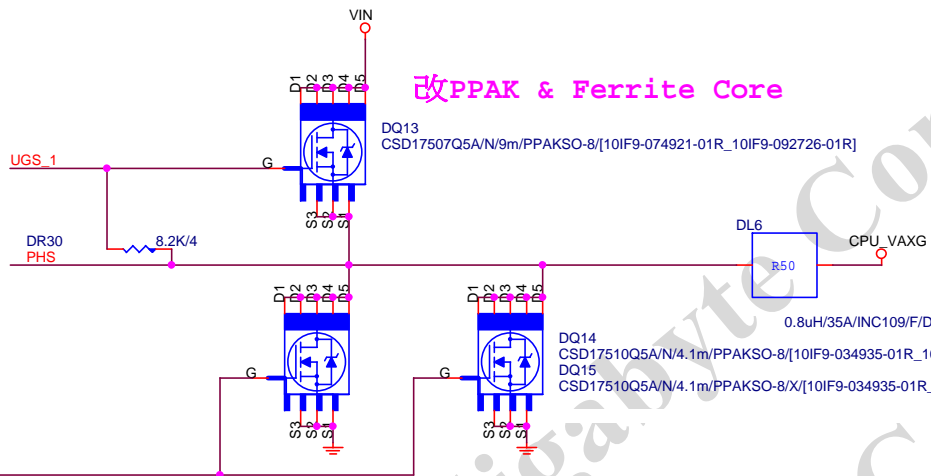 VIN
D1 D2 D3 D4 D5
改PPAK & Ferrite Core
DQ13
CSD17507Q5A/N/9m/PPAKSO-8/[10IF9-074921-01R_10IF9-092726-01R]
UGS_1
G
S3 S2 S1
DR30
8.2K/4
PHS
DL6
R50
CPU_VAXG
0.8uH/35A/INC109/F/D
D1 D2 D3 D4 D5
D1 D2 D3 D4 D5
DQ14
CSD17510Q5A/N/4.1m/PPAKSO-8/[10IF9-034935-01R_10
DQ15
CSD17510Q5A/N/4.1m/PPAKSO-8/X/[10IF9-034935-01R_
G
G
S3 S2 S1
S3 S2 S1
Gigabyte Con
C